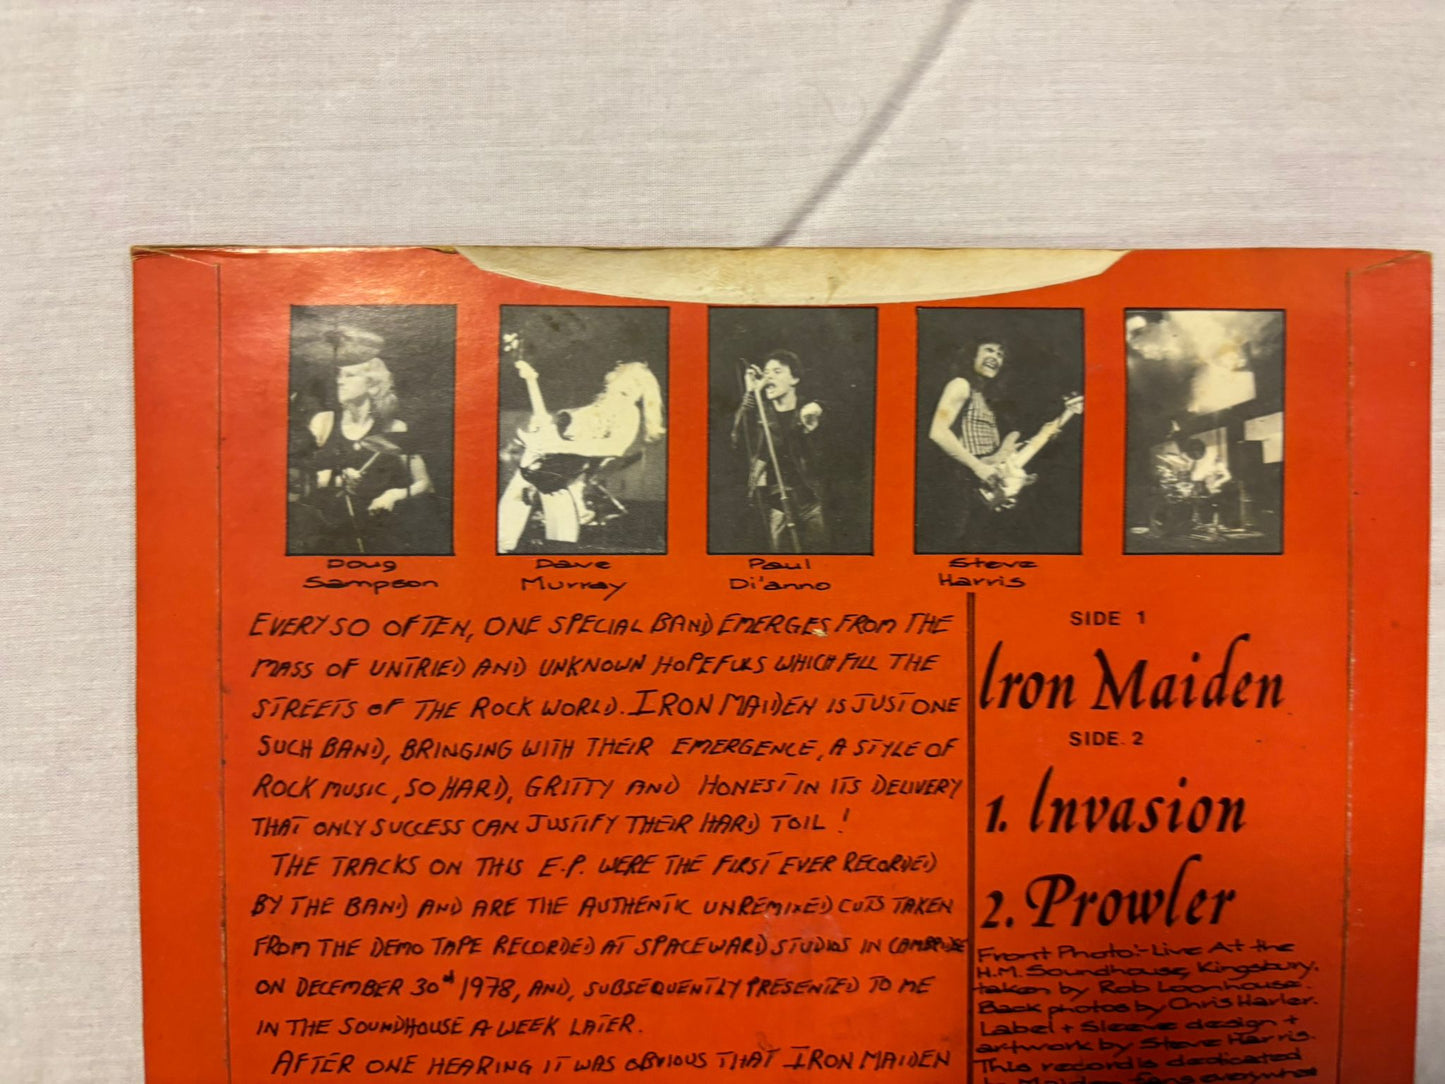 Doug
Sampson
Dave
Murray
Paul
Di'anno
Steve
Harris
EVERY SO OFTEN, ONE SPECIAL BAND EMERGES FROM THE
MASS OF UNTRIED AND UNKNOWN HOPEFULS WHICH FILL THE
STREETS OF THE ROCK WORLD. IRON MAIDEN IS JUST ONE
SUCH BAND, BRINGING WITH THEIR EMERGENCE, A STYLE OF
ROCK MUSIC, SO HARD, GRITTY AND HONEST IN ITS DELIVERY
THAT ONLY SUCCESS CAN JUSTIFY THEIR HARD TOIL!
THE TRACKS ON THIS E.P. WERE THE FIRST EVER RECORDED
BY THE BAND AND ARE THE AUTHENTIC UNREMIXED CUTS TAKEN
FROM THE DEMO TAPE RECORDED AT SPACEWARD STUDIOS IN CAMBRIDGE
ON DECEMBER 30th 1978, AND, SUBSEQUENTLY PRESENTED TO ME
IN THE SOUNDHOUSE A WEEK LATER.
AFTER ONE HEARING IT WAS OBVIOUS THAT IRON MAIDEN
SIDE 1
Iron Maiden
SIDE. 2
1. Invasion
2. Prowler
Front Photo:- Live At the
H.M. Soundhouse, Kingsbury.
taken by Rob Loonhouse.
Back photos by Chris Harler.
Label + Sleeve design +
artwork by Steve Harris.
This record is dedicated
to Maiden fans everywhere